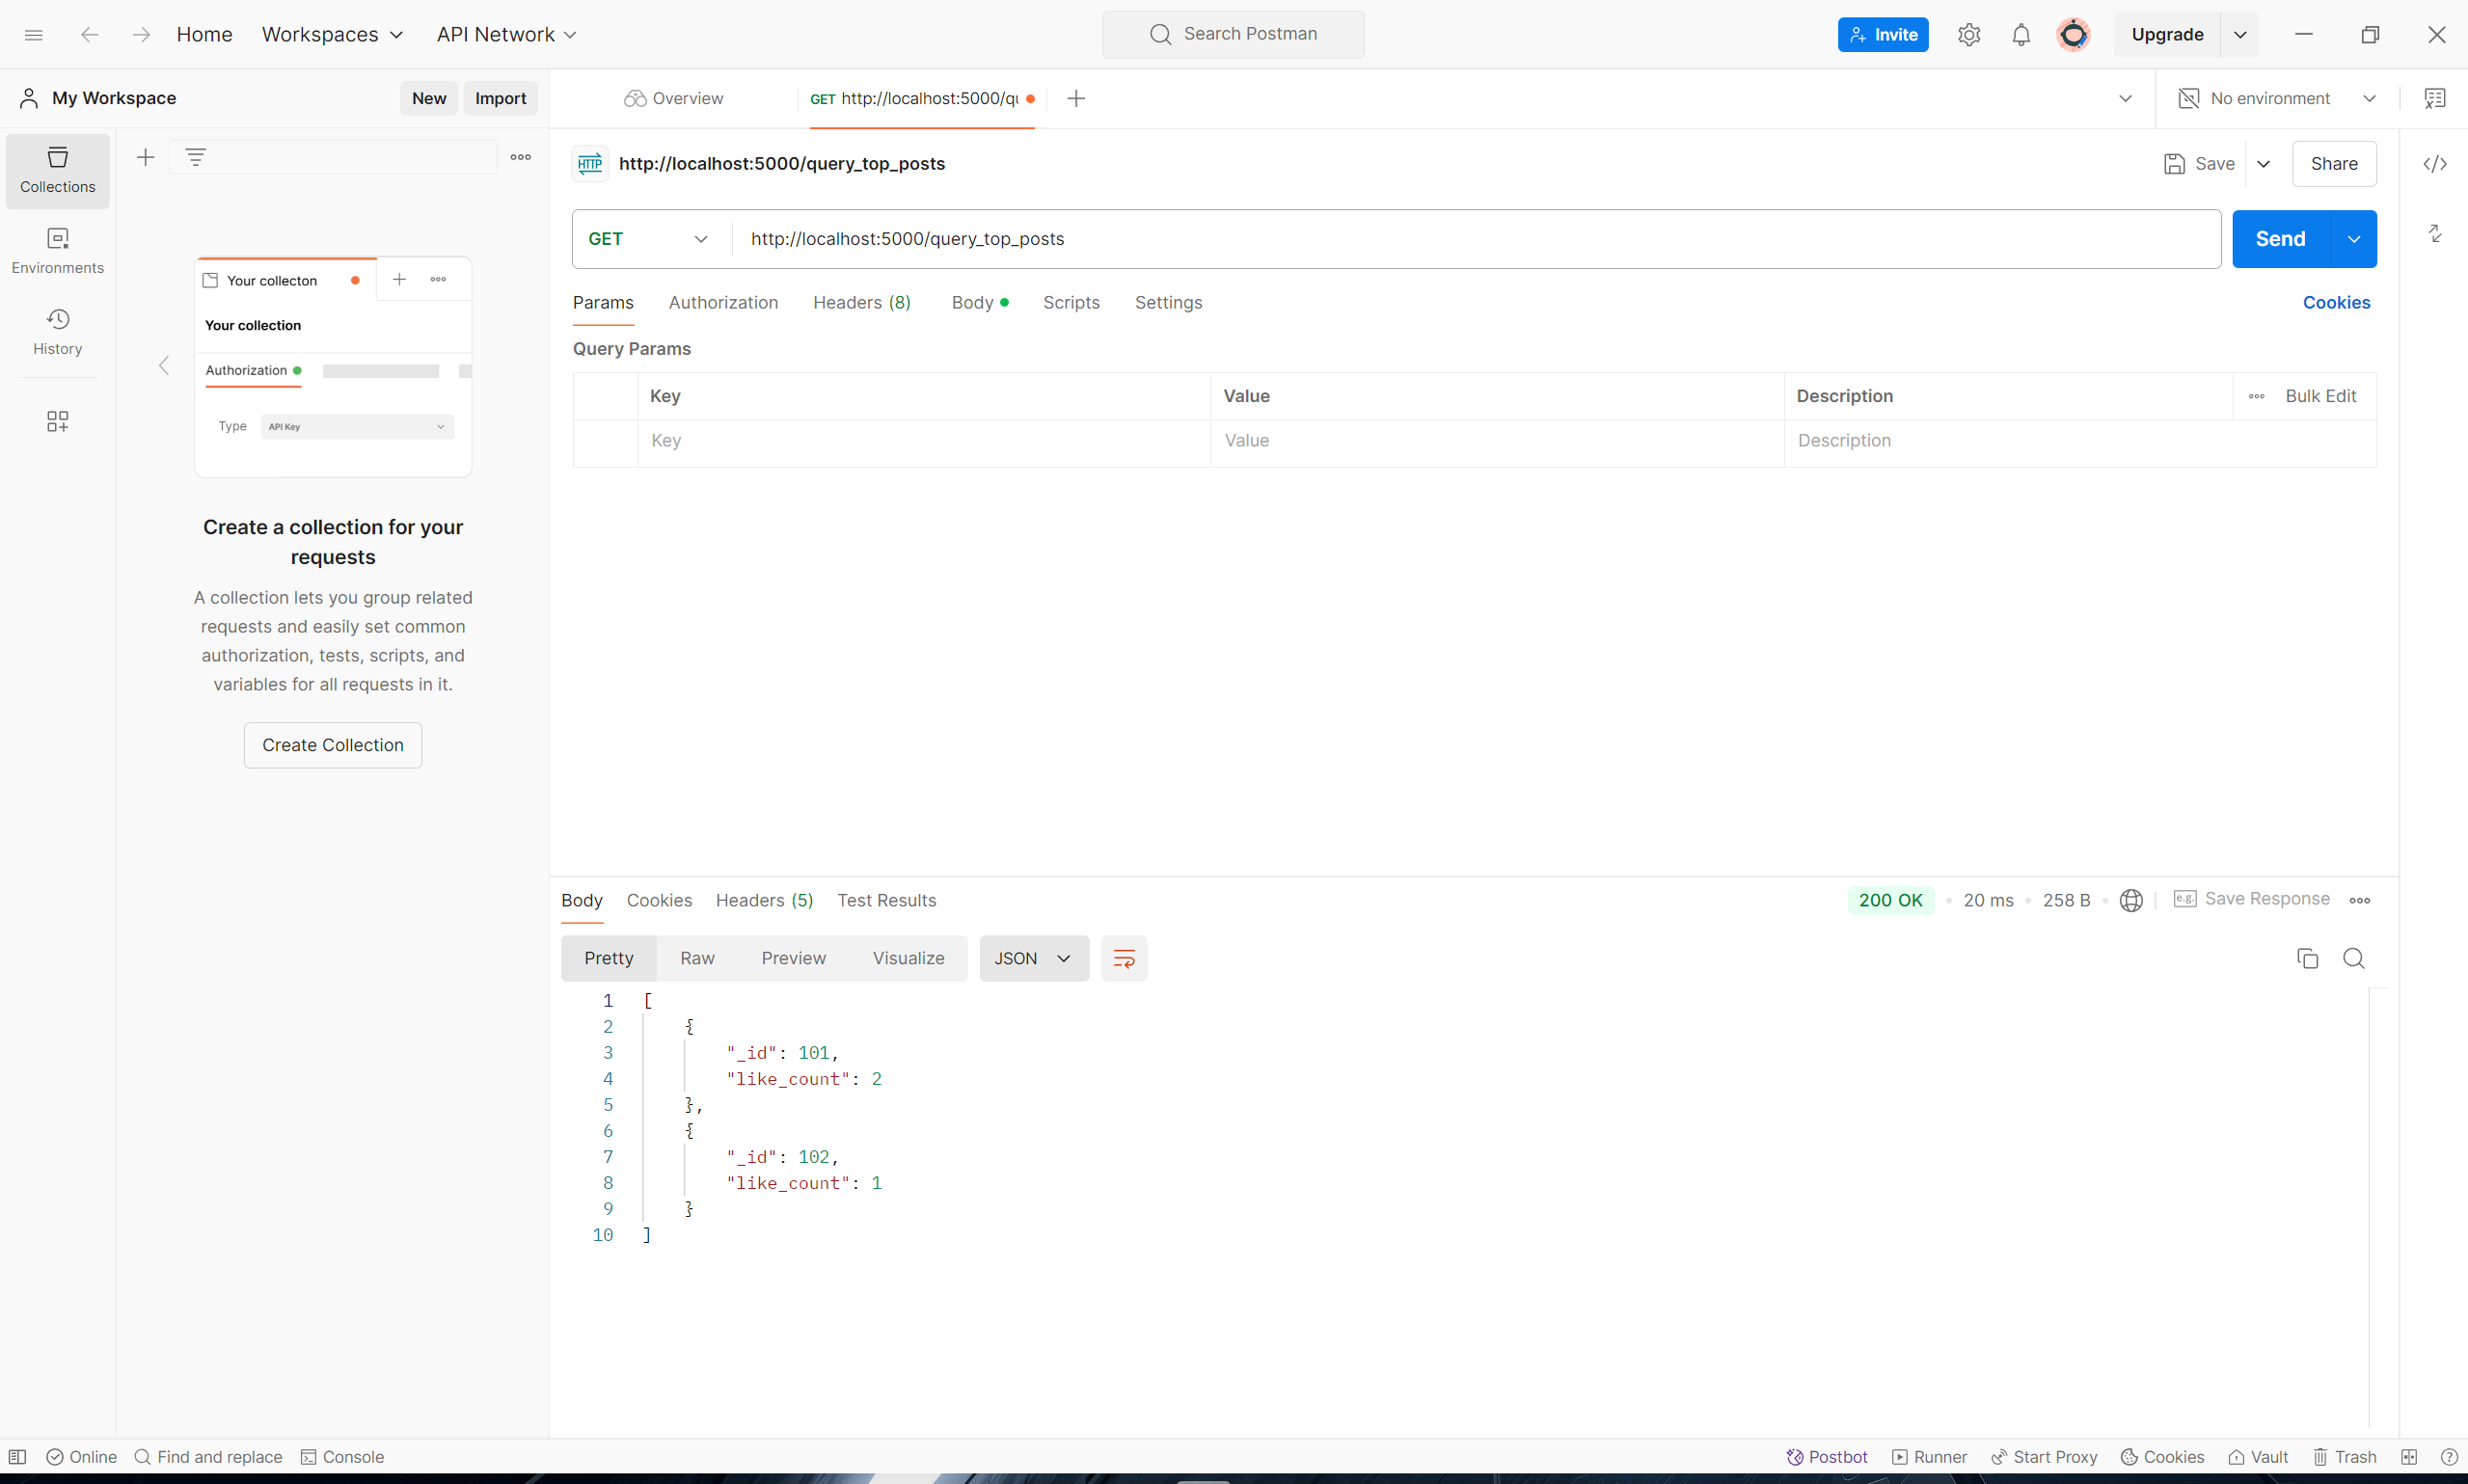 Home Workspaces API Network Search Postman Invite Upgrade
My Workspace New Import Overview GET http://localhost:5000/qu No environment
Collections
Environments
History
Your collecton
Your collection
Authorization
Type API Key
Create a collection for your
requests
A collection lets you group related
requests and easily set common
authorization, tests, scripts, and
variables for all requests in it.
Create Collection
HTTP http://localhost:5000/query_top_posts Save Share
GET http://localhost:5000/query_top_posts Send
Params Authorization Headers (8) Body Scripts Settings Cookies
Query Params
Key Value Description Bulk Edit
Key Value Description
Body Cookies Headers (5) Test Results 200 OK 20 ms 258 B e.g. Save Response
Pretty Raw Preview Visualize JSON
1 [
2 {
3 "_id": 101,
4 "like_count": 2
5 },
6 {
7 "_id": 102,
8 "like_count": 1
9 }
10 ]
Online Find and replace Console Postbot Runner Start Proxy Cookies Vault Trash